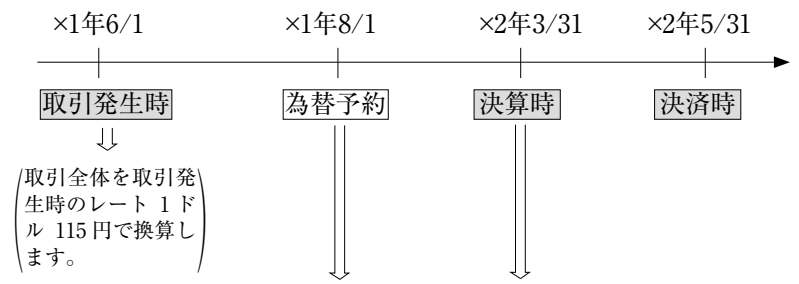 ×1年6/1 ×1年8/1 ×2年3/31 ×2年5/31
取引発生時 為替予約 決算時 決済時
取引全体を取引発
生時のレート 1ド
ル 115円で換算し
ます。